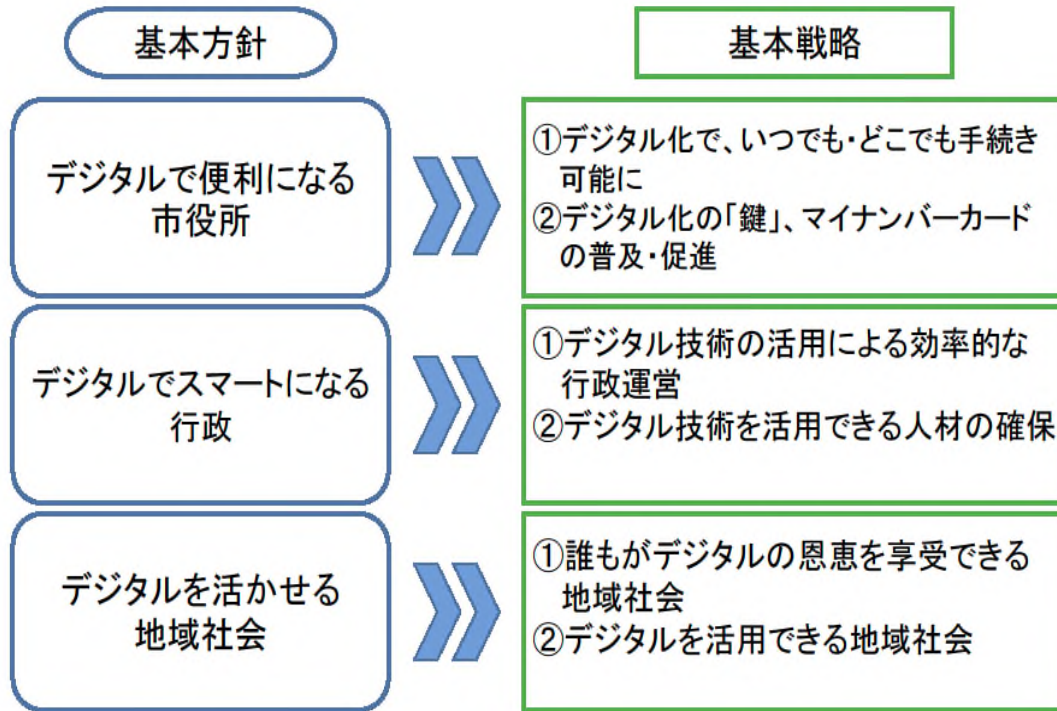 基本方針
基本戦略
デジタルで便利になる
市役所
①デジタル化で、いつでも・どこでも手続き
可能に
②デジタル化の「鍵」、マイナンバーカード
の普及・促進
デジタルでスマートになる
行政
①デジタル技術の活用による効率的な
行政運営
②デジタル技術を活用できる人材の確保
デジタルを活かせる
地域社会
①誰もがデジタルの恩恵を享受できる
地域社会
②デジタルを活用できる地域社会